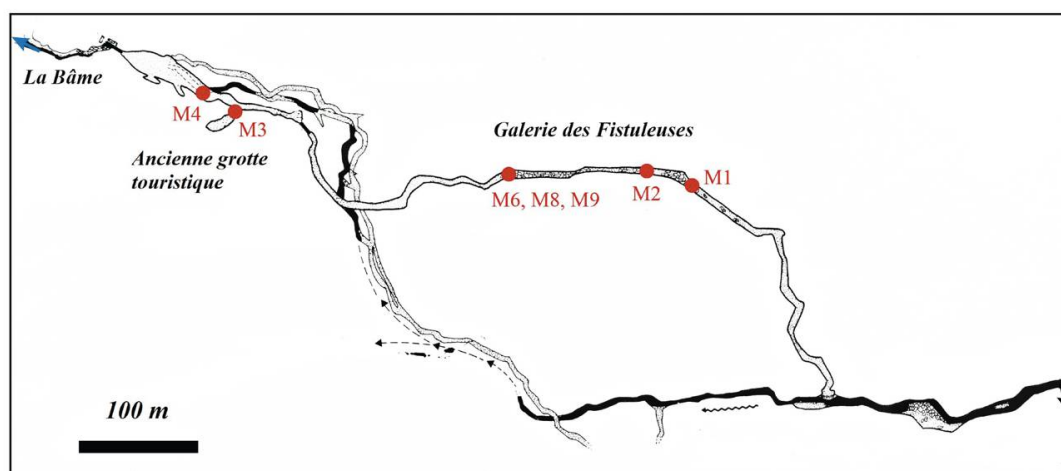 La Bâme
M4
M3
Ancienne grotte
touristique
Galerie des Fistuleuses
M6, M8, M9
M2
M1
100 m